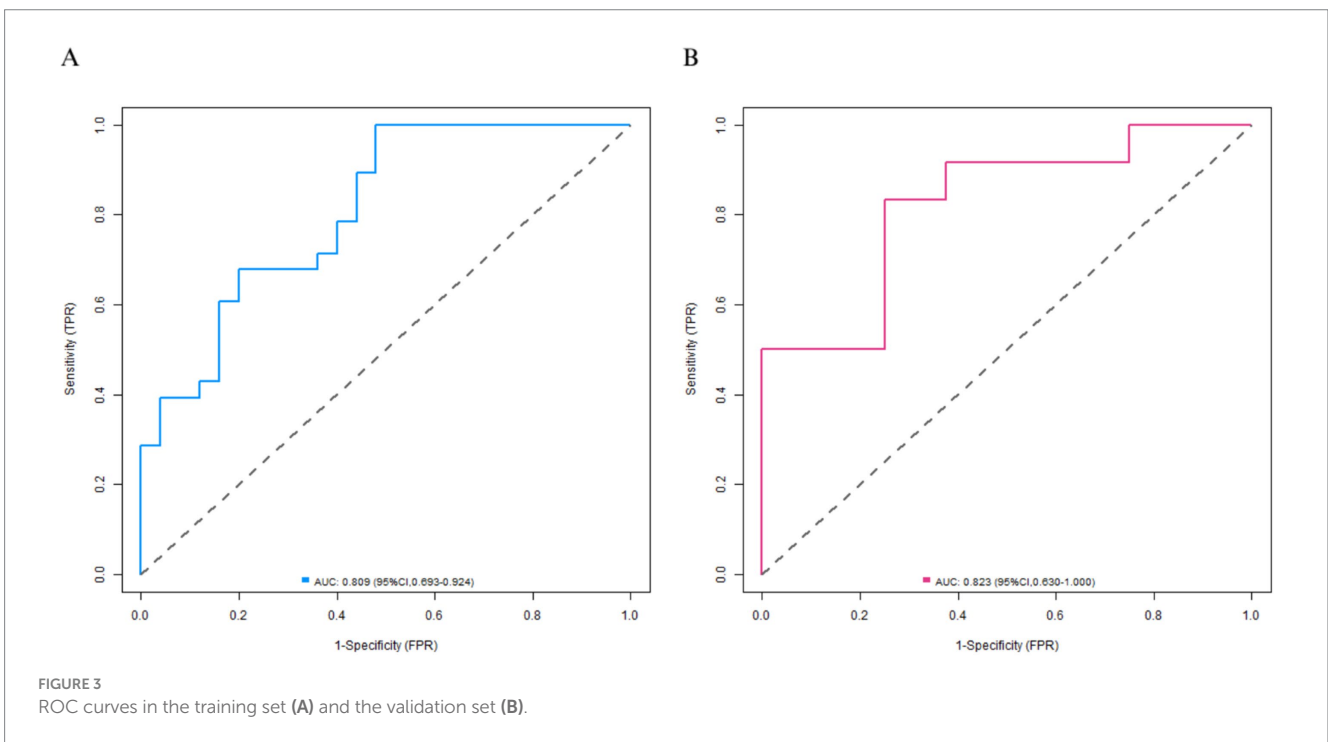 A
1.0
0.8
0.6
0.4
0.2
0.0
Sensitivity (TPR)
AUC: 0.809 (95%CI,0.693-0.924)
0.0 0.2 0.4 0.6 0.8 1.0
1-Specificity (FPR)
B
1.0
0.8
0.6
0.4
0.2
0.0
Sensitivity (TPR)
AUC: 0.823 (95%CI,0.630-1.000)
0.0 0.2 0.4 0.6 0.8 1.0
1-Specificity (FPR)
FIGURE 3
ROC curves in the training set (A) and the validation set (B).